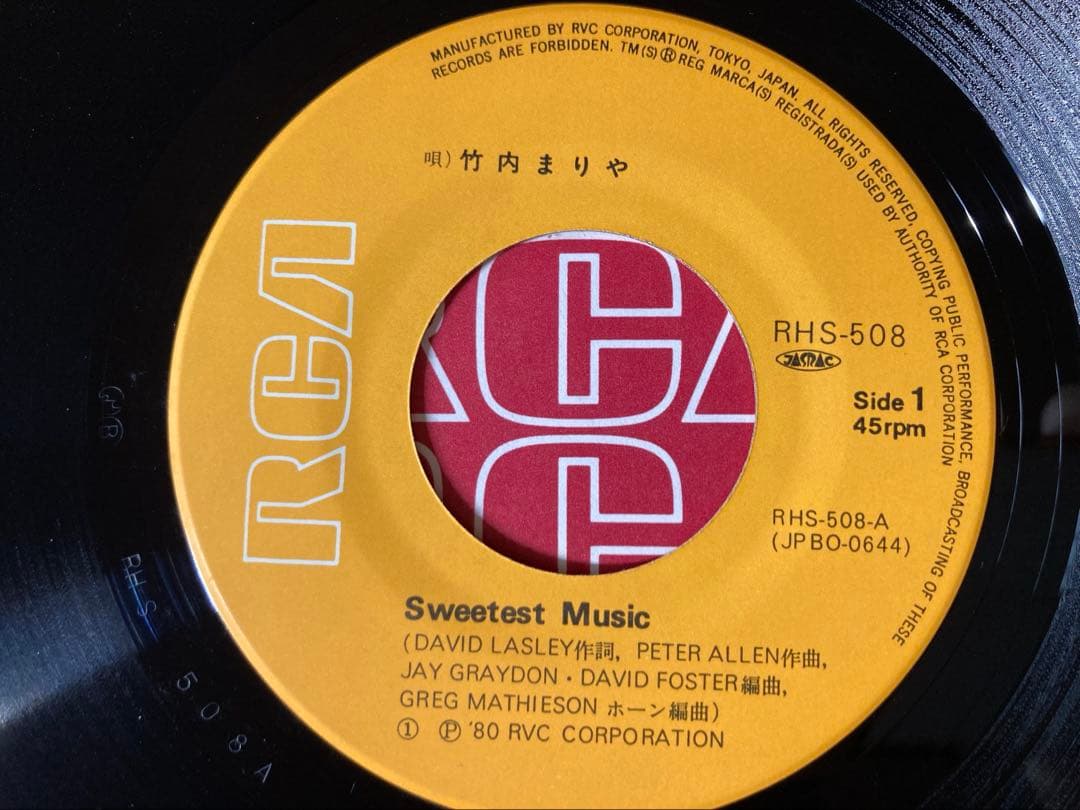 MANUFACTURED BY RVC CORPORATION, TOKYO, JAPAN. ALL RIGHTS RESERVED, COPYING PUBLIC PERFORMANCE, BROADCASTING OF THESE
RECORDS ARE FORBIDDEN. TM(S) ® REG MARCA(S) REGISTRADA(S) USED BY AUTHORITY OF RCA CORPORATION
唄) 竹内まりや
RCA
RHS-508
JASRAC
Side 1
45rpm
RHS-508-A
(JPBO-0644)
Sweetest Music
(DAVID LASLEY作詞, PETER ALLEN作曲,
JAY GRAYDON・DAVID FOSTER編曲,
GREG MATHIESON ホーン編曲)
① Ⓟ '80 RVC CORPORATION
RHS 508 A